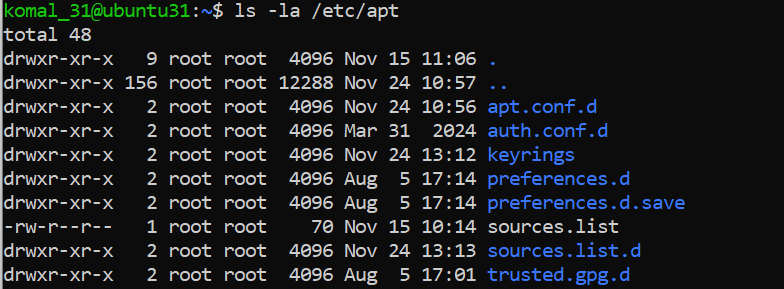 komal_31@ubuntu31:~$ ls -la /etc/apt
total 48
drwxr-xr-x   9 root root  4096 Nov 15 11:06 .
drwxr-xr-x 156 root root 12288 Nov 24 10:57 ..
drwxr-xr-x   2 root root  4096 Nov 24 10:56 apt.conf.d
drwxr-xr-x   2 root root  4096 Mar 31  2024 auth.conf.d
drwxr-xr-x   2 root root  4096 Nov 24 13:12 keyrings
drwxr-xr-x   2 root root  4096 Aug  5 17:14 preferences.d
drwxr-xr-x   2 root root  4096 Aug  5 17:14 preferences.d.save
-rw-r--r--   1 root root    70 Nov 15 10:14 sources.list
drwxr-xr-x   2 root root  4096 Nov 24 13:13 sources.list.d
drwxr-xr-x   2 root root  4096 Aug  5 17:01 trusted.gpg.d